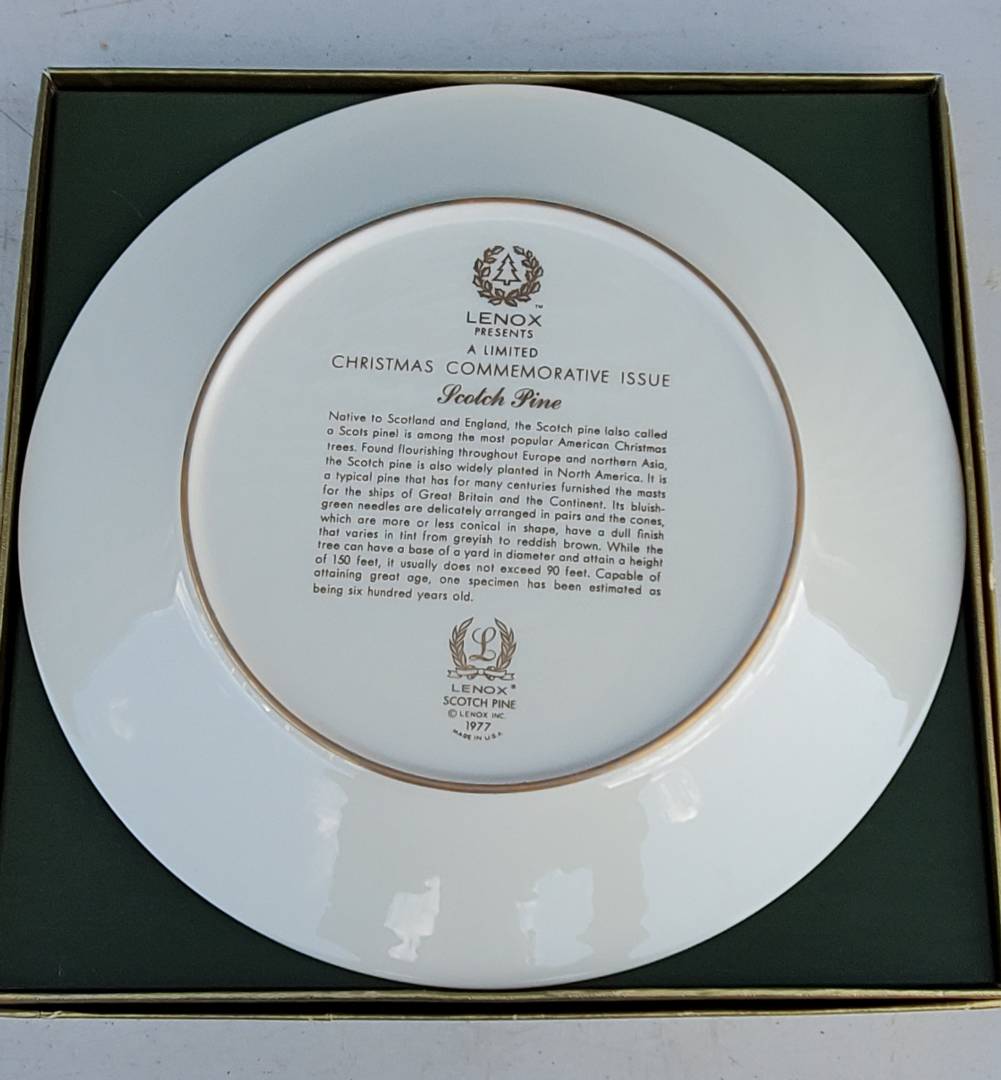 ™
LENOX
PRESENTS
A LIMITED
CHRISTMAS COMMEMORATIVE ISSUE
Scotch Pine
Native to Scotland and England, the Scotch pine (also called
a Scots pine) is among the most popular American Christmas
trees. Found flourishing throughout Europe and northern Asia,
the Scotch pine is also widely planted in North America. It is
a typical pine that has for many centuries furnished the masts
for the ships of Great Britain and the Continent. Its bluish-
green needles are delicately arranged in pairs and the cones,
which are more or less conical in shape, have a dull finish
that varies in tint from greyish to reddish brown. While the
tree can have a base of a yard in diameter and attain a height
of 150 feet, it usually does not exceed 90 feet. Capable of
attaining great age, one specimen has been estimated as
being six hundred years old.
L
LENOX®
SCOTCH PINE
© LENOX INC.
1977
MADE IN U.S.A.